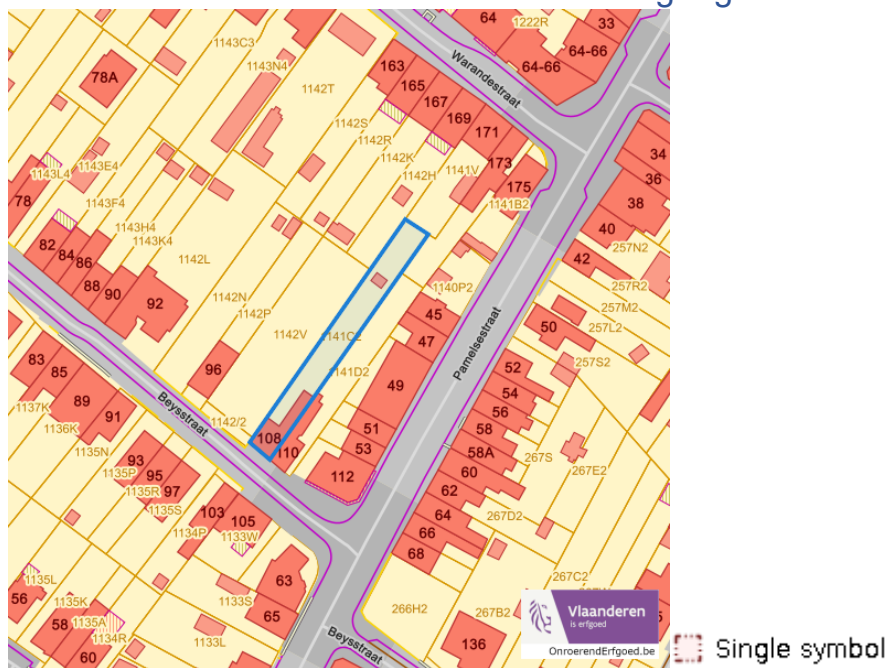 64
1222R
33
64-66
64-66
1143C3
1143N4
78A
1142T
163
165
167
169
171
173
175
Warandestraat
1142S
1142R
1142K
1142H
1141V
1141B2
34
36
38
40
42
257N2
257R2
257M2
257L2
257S2
1143L4
1143E4
78
1143F4
1143H4
1143K4
82
84
86
88
90
92
1142L
1142N
1142P
1142V
1141C2
1141D2
1140P2
45
47
49
51
53
112
Pamelsestraat
50
52
54
56
58
58A
60
62
64
66
68
267S
267E2
267D2
267C2
267B2
266H2
136
83
85
89
91
1137K
1136K
1135N
Beysstraat
96
1142/2
108
110
93
95
97
1135P
1135R
1135S
103
105
1134P
1133W
63
65
1133S
1133L
1135L
56
1135K
58
1135A
1134R
60
Beysstraat
Vlaanderen
is erfgoed
OnroerendErfgoed.be
Single symbol